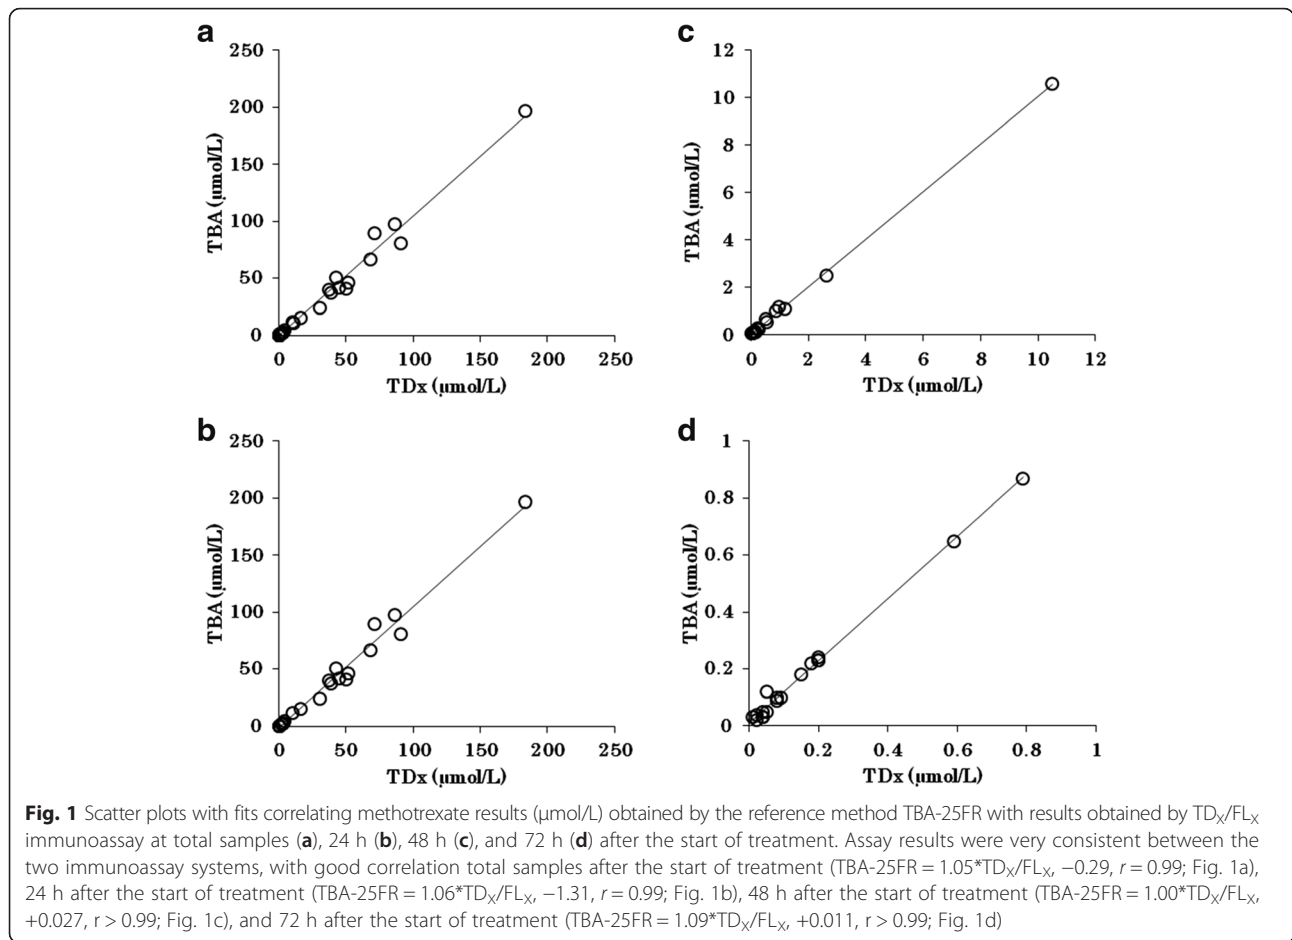 a
250
200
150
100
50
0
TBA (µmol/L)
0 50 100 150 200 250
TDx (µmol/L)
c
12
10
8
6
4
2
0
TBA (µmol/L)
0 2 4 6 8 10 12
TDx (µmol/L)
b
250
200
150
100
50
0
TBA (µmol/L)
0 50 100 150 200 250
TDx (µmol/L)
d
1
0.8
0.6
0.4
0.2
0
TBA (µmol/L)
0 0.2 0.4 0.6 0.8 1
TDx (µmol/L)
Fig. 1 Scatter plots with fits correlating methotrexate results (µmol/L) obtained by the reference method TBA-25FR with results obtained by TDX/FLX
immunoassay at total samples (a), 24 h (b), 48 h (c), and 72 h (d) after the start of treatment. Assay results were very consistent between the
two immunoassay systems, with good correlation total samples after the start of treatment (TBA-25FR = 1.05*TDX/FLX, −0.29, r = 0.99; Fig. 1a),
24 h after the start of treatment (TBA-25FR = 1.06*TDX/FLX, −1.31, r = 0.99; Fig. 1b), 48 h after the start of treatment (TBA-25FR = 1.00*TDX/FLX,
+0.027, r > 0.99; Fig. 1c), and 72 h after the start of treatment (TBA-25FR = 1.09*TDX/FLX, +0.011, r > 0.99; Fig. 1d)